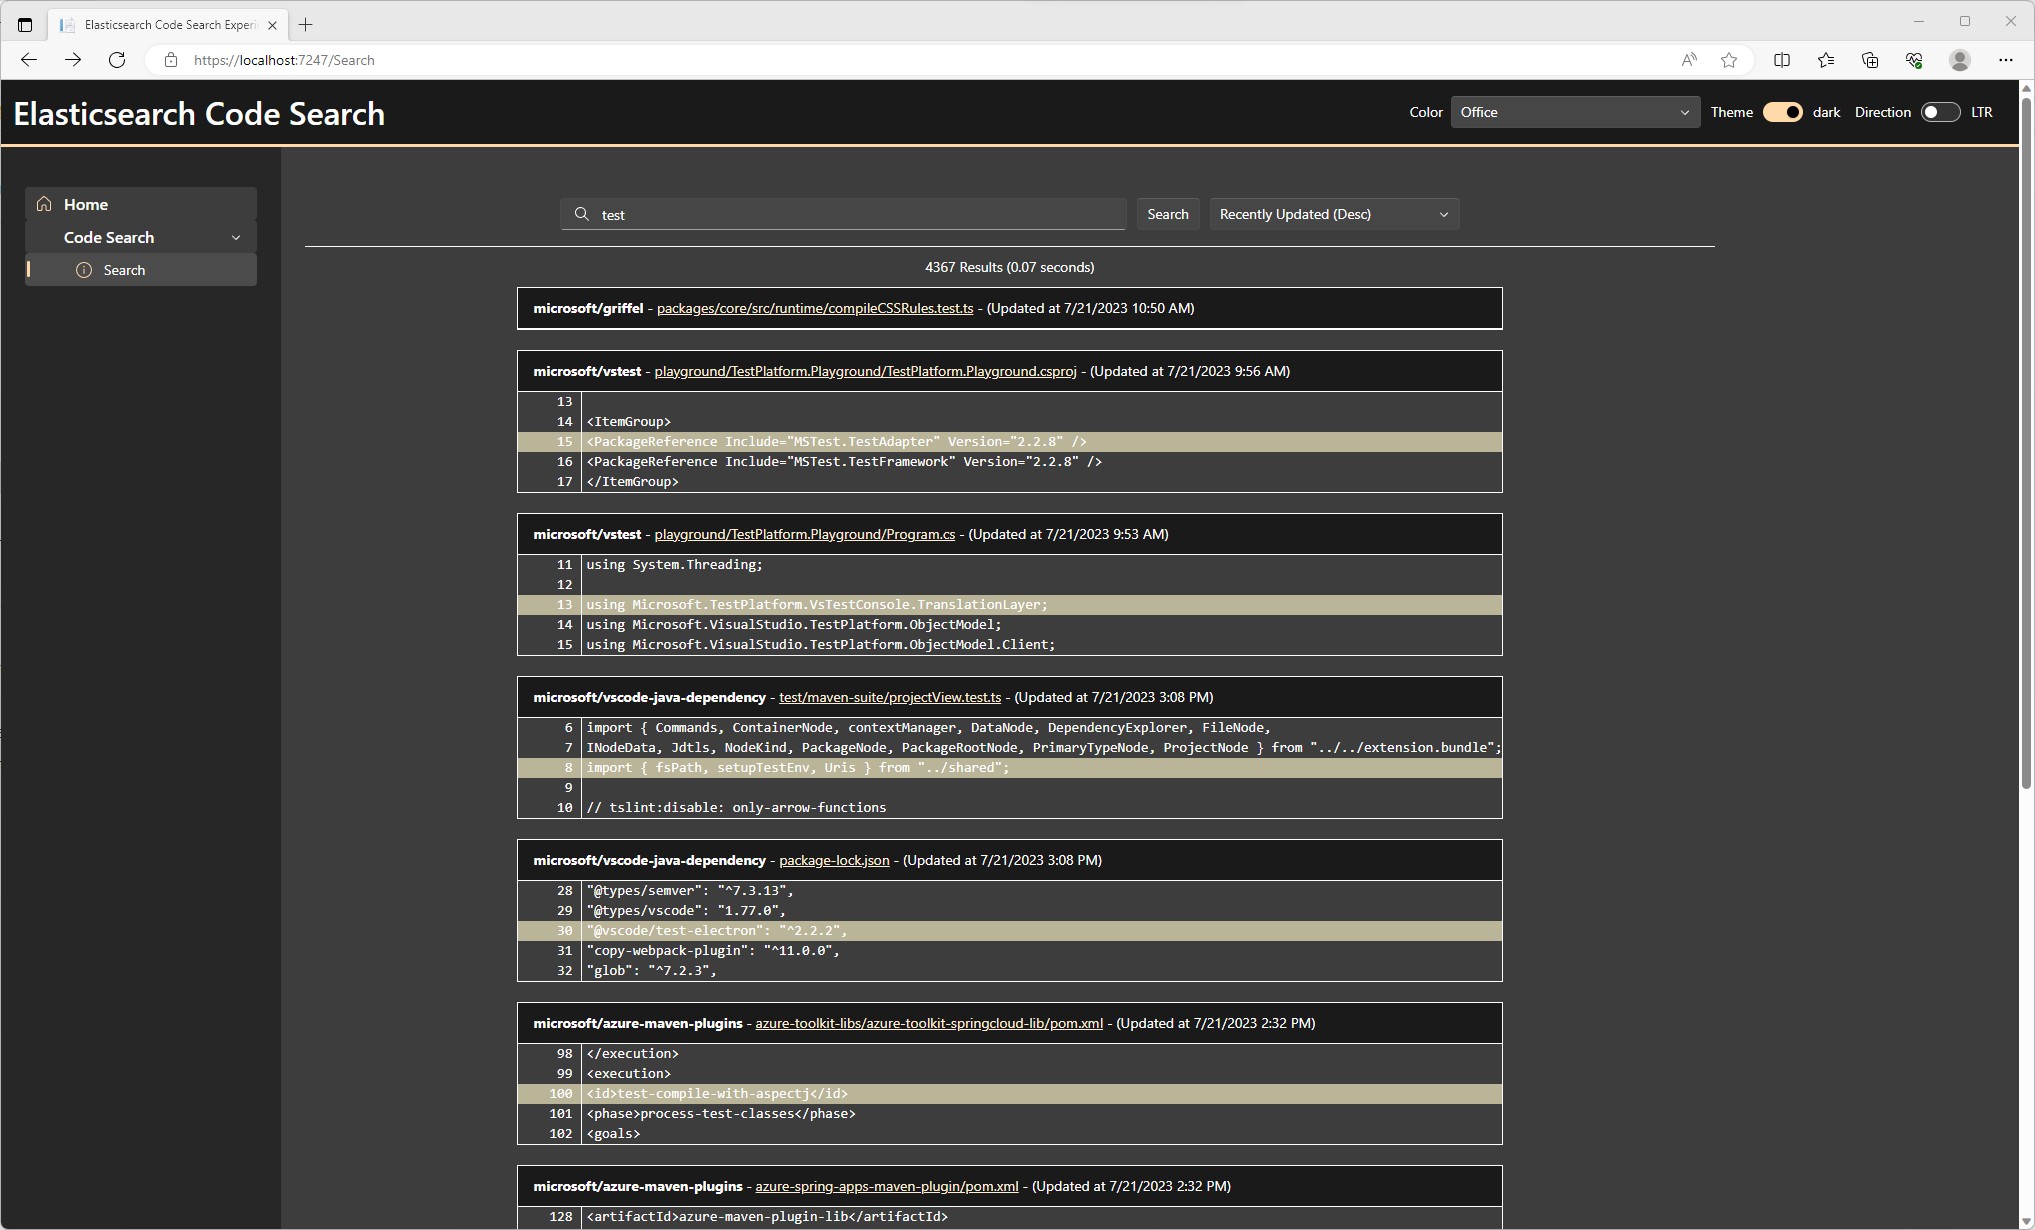 Elasticsearch Code Search Experi
https://localhost:7247/Search
Elasticsearch Code Search
Color
Office
Theme
dark
Direction
LTR
Home
Code Search
Search
test
Search
Recently Updated (Desc)
4367 Results (0.07 seconds)
microsoft/griffel - packages/core/src/runtime/compileCSSRules.test.ts - (Updated at 7/21/2023 10:50 AM)
microsoft/vstest - playground/TestPlatform.Playground/TestPlatform.Playground.csproj - (Updated at 7/21/2023 9:56 AM)
13
14 <ItemGroup>
15 <PackageReference Include="MSTest.TestAdapter" Version="2.2.8" />
16 <PackageReference Include="MSTest.TestFramework" Version="2.2.8" />
17 </ItemGroup>
microsoft/vstest - playground/TestPlatform.Playground/Program.cs - (Updated at 7/21/2023 9:53 AM)
11 using System.Threading;
12
13 using Microsoft.TestPlatform.VsTestConsole.TranslationLayer;
14 using Microsoft.VisualStudio.TestPlatform.ObjectModel;
15 using Microsoft.VisualStudio.TestPlatform.ObjectModel.Client;
microsoft/vscode-java-dependency - test/maven-suite/projectView.test.ts - (Updated at 7/21/2023 3:08 PM)
6 import { Commands, ContainerNode, contextManager, DataNode, DependencyExplorer, FileNode,
7 INodeData, Jdtls, NodeKind, PackageNode, PackageRootNode, PrimaryTypeNode, ProjectNode } from "../../extension.bundle";
8 import { fsPath, setupTestEnv, Uris } from "../shared";
9
10 // tslint:disable: only-arrow-functions
microsoft/vscode-java-dependency - package-lock.json - (Updated at 7/21/2023 3:08 PM)
28 "@types/semver": "^7.3.13",
29 "@types/vscode": "1.77.0",
30 "@vscode/test-electron": "^2.2.2",
31 "copy-webpack-plugin": "^11.0.0",
32 "glob": "^7.2.3",
microsoft/azure-maven-plugins - azure-toolkit-libs/azure-toolkit-springcloud-lib/pom.xml - (Updated at 7/21/2023 2:32 PM)
98 </execution>
99 <execution>
100 <id>test-compile-with-aspectj</id>
101 <phase>process-test-classes</phase>
102 <goals>
microsoft/azure-maven-plugins - azure-spring-apps-maven-plugin/pom.xml - (Updated at 7/21/2023 2:32 PM)
128 <artifactId>azure-maven-plugin-lib</artifactId>